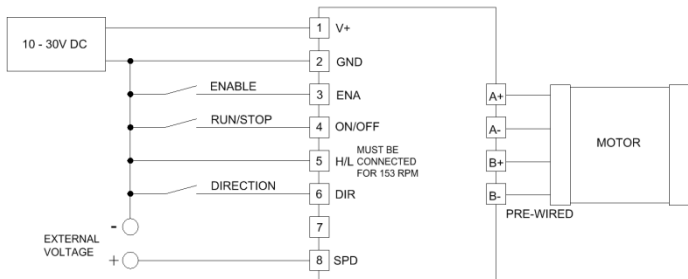 10 - 30V DC
1 V+
2 GND
ENABLE
3 ENA
RUN/STOP
4 ON/OFF
5 H/L MUST BE
CONNECTED
FOR 153 RPM
DIRECTION
6 DIR
7
-
EXTERNAL
VOLTAGE
+
8 SPD
A+
A-
B+
B-
PRE-WIRED
MOTOR